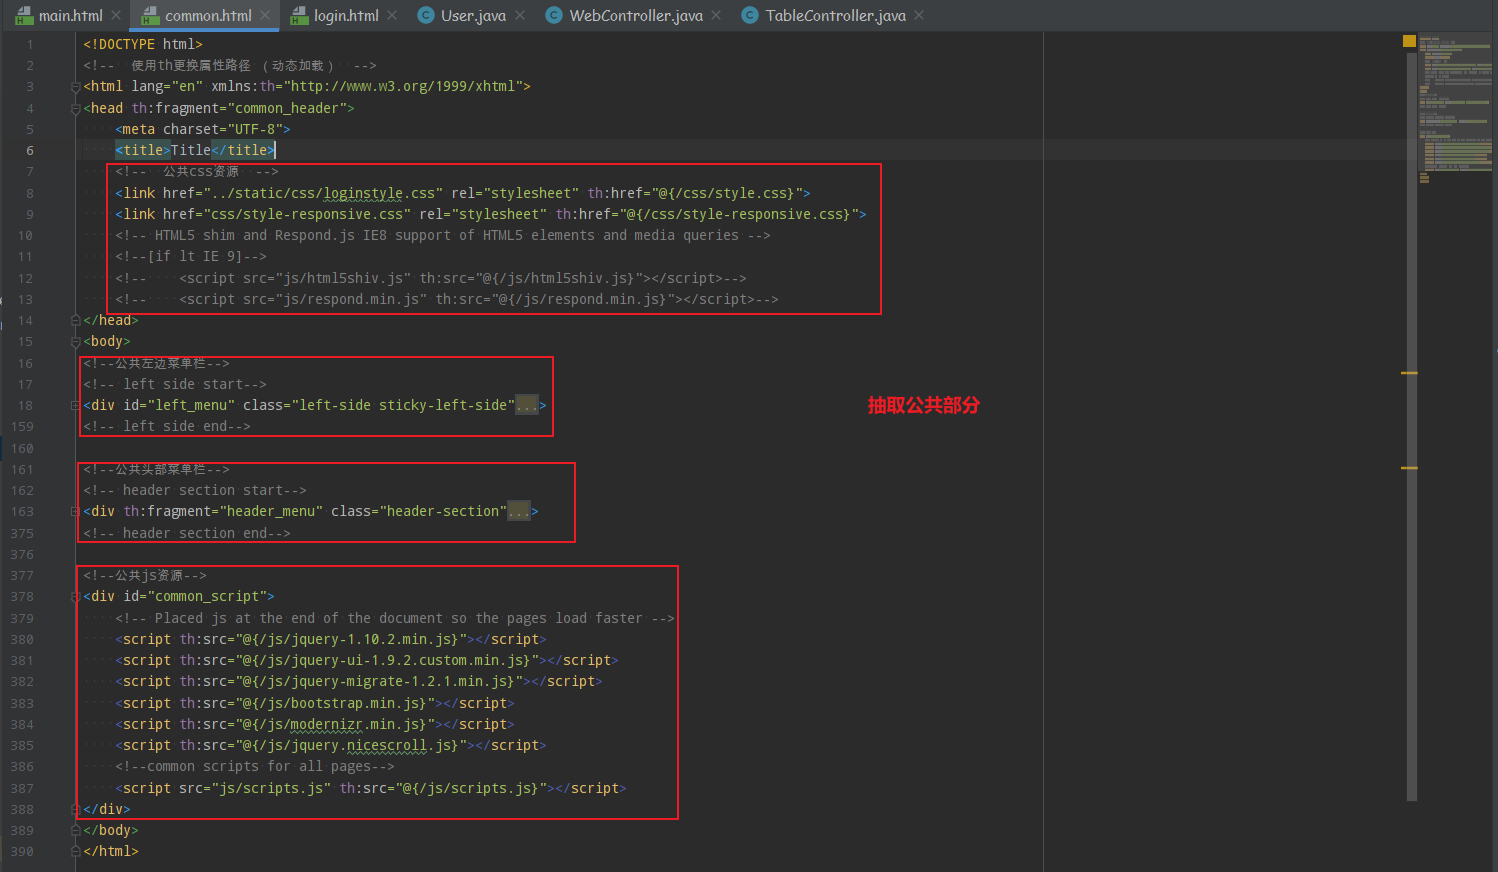 main.html common.html login.html User.java WebController.java TableController.java
1 <!DOCTYPE html>
2 <!-- 使用th更换属性路径 （动态加载） -->
3 <html lang="en" xmlns:th="http://www.w3.org/1999/xhtml">
4 <head th:fragment="common_header">
5 <meta charset="UTF-8">
6 <title>Title</title>
7 <!-- 公共css资源 -->
8 <link href="../static/css/loginstyle.css" rel="stylesheet" th:href="@{/css/style.css}">
9 <link href="css/style-responsive.css" rel="stylesheet" th:href="@{/css/style-responsive.css}">
10 <!-- HTML5 shim and Respond.js IE8 support of HTML5 elements and media queries -->
11 <!--[if lt IE 9]-->
12 <!-- <script src="js/html5shiv.js" th:src="@{/js/html5shiv.js}"></script>-->
13 <!-- <script src="js/respond.min.js" th:src="@{/js/respond.min.js}"></script>-->
14 </head>
15 <body>
16 <!--公共左边菜单栏-->
17 <!-- left side start-->
18 <div id="left_menu" class="left-side sticky-left-side"...>
抽取公共部分
159 <!-- left side end-->
160
161 <!--公共头部菜单栏-->
162 <!-- header section start-->
163 <div th:fragment="header_menu" class="header-section"...>
375 <!-- header section end-->
376
377 <!--公共js资源-->
378 <div id="common_script">
379 <!-- Placed js at the end of the document so the pages load faster -->
380 <script th:src="@{/js/jquery-1.10.2.min.js}"></script>
381 <script th:src="@{/js/jquery-ui-1.9.2.custom.min.js}"></script>
382 <script th:src="@{/js/jquery-migrate-1.2.1.min.js}"></script>
383 <script th:src="@{/js/bootstrap.min.js}"></script>
384 <script th:src="@{/js/modernizr.min.js}"></script>
385 <script th:src="@{/js/jquery.nicescroll.js}"></script>
386 <!--common scripts for all pages-->
387 <script src="js/scripts.js" th:src="@{/js/scripts.js}"></script>
388 </div>
389 </body>
390 </html>